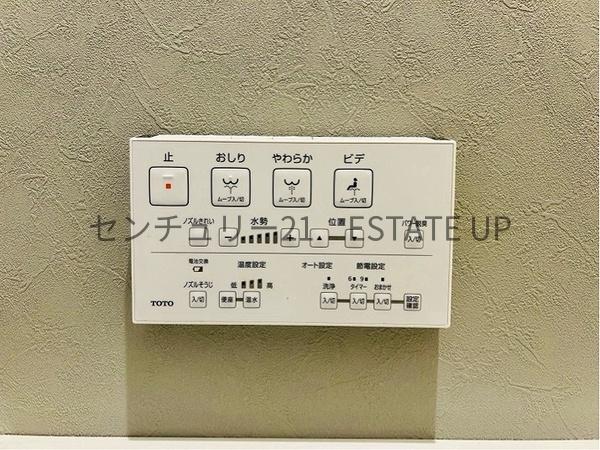 止 おしり やわらか ビデ
ムーブ入/切 ムーブ入/切 ムーブ入/切
ノズルきれい 水勢 位置 パワー脱臭
- + ▲ ▼ 入/切
センチュリー21 ESTATE UP
電池交換 温度設定 オート設定 節電設定
ノズルそうじ 低 高 洗浄 6 9 タイマー おまかせ
TOTO 入/切 便座 温水 入/切 入/切 入/切 設定確認